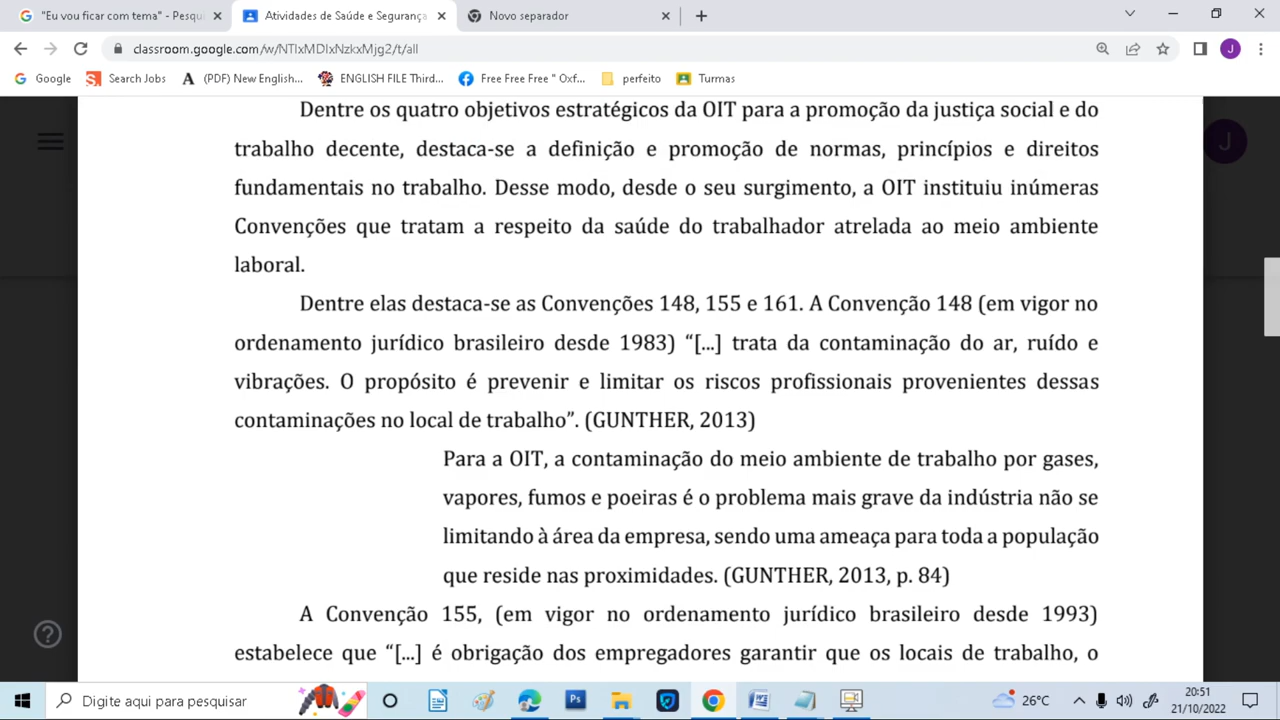 "Eu vou ficar com tema" - Pesqu
Atividades de Saúde e Segurança
Novo separador
classroom.google.com/w/NTIxMDIxNzkxMjg2/t/all
J
Google
Search Jobs
(PDF) New English...
ENGLISH FILE Third...
Free Free Free " Oxf...
perfeito
Turmas
J
Dentre os quatro objetivos estratégicos da OIT para a promoção da justiça social e do
trabalho decente, destaca-se a definição e promoção de normas, princípios e direitos
fundamentais no trabalho. Desse modo, desde o seu surgimento, a OIT instituiu inúmeras
Convenções que tratam a respeito da saúde do trabalhador atrelada ao meio ambiente
laboral.
Dentre elas destaca-se as Convenções 148, 155 e 161. A Convenção 148 (em vigor no
ordenamento jurídico brasileiro desde 1983) “[...] trata da contaminação do ar, ruído e
vibrações. O propósito é prevenir e limitar os riscos profissionais provenientes dessas
contaminações no local de trabalho”. (GUNTHER, 2013)
Para a OIT, a contaminação do meio ambiente de trabalho por gases,
vapores, fumos e poeiras é o problema mais grave da indústria não se
limitando à área da empresa, sendo uma ameaça para toda a população
que reside nas proximidades. (GUNTHER, 2013, p. 84)
A Convenção 155, (em vigor no ordenamento jurídico brasileiro desde 1993)
estabelece que “[...] é obrigação dos empregadores garantir que os locais de trabalho, o
Digite aqui para pesquisar
Ps
26°C
20:51
21/10/2022